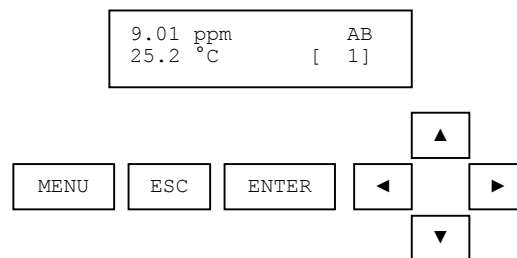 9.01 ppm AB
25.2 °C [ 1]
▲
MENU ESC ENTER ◄ ►
▼